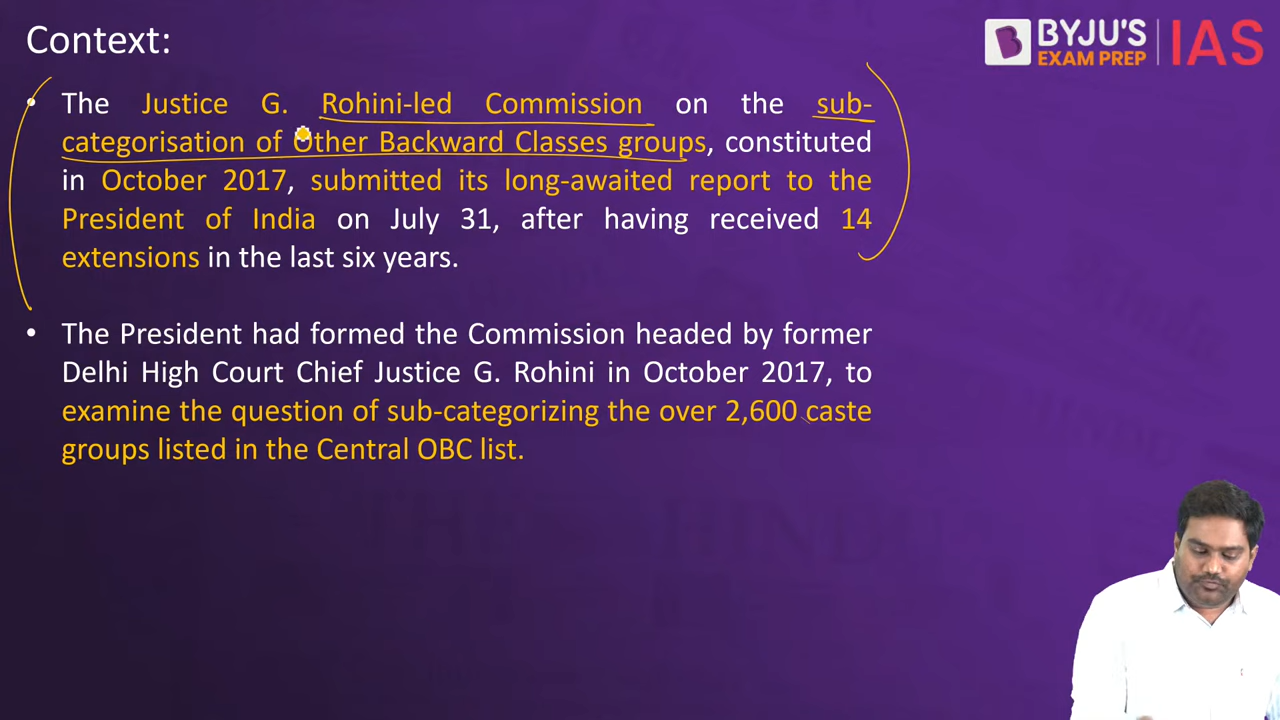 Context:
BYJU'S
EXAM PREP
IAS
• The Justice G. Rohini-led Commission on the sub-
categorisation of Other Backward Classes groups, constituted
in October 2017, submitted its long-awaited report to the
President of India on July 31, after having received 14
extensions in the last six years.
• The President had formed the Commission headed by former
Delhi High Court Chief Justice G. Rohini in October 2017, to
examine the question of sub-categorizing the over 2,600 caste
groups listed in the Central OBC list.
THE HINDU